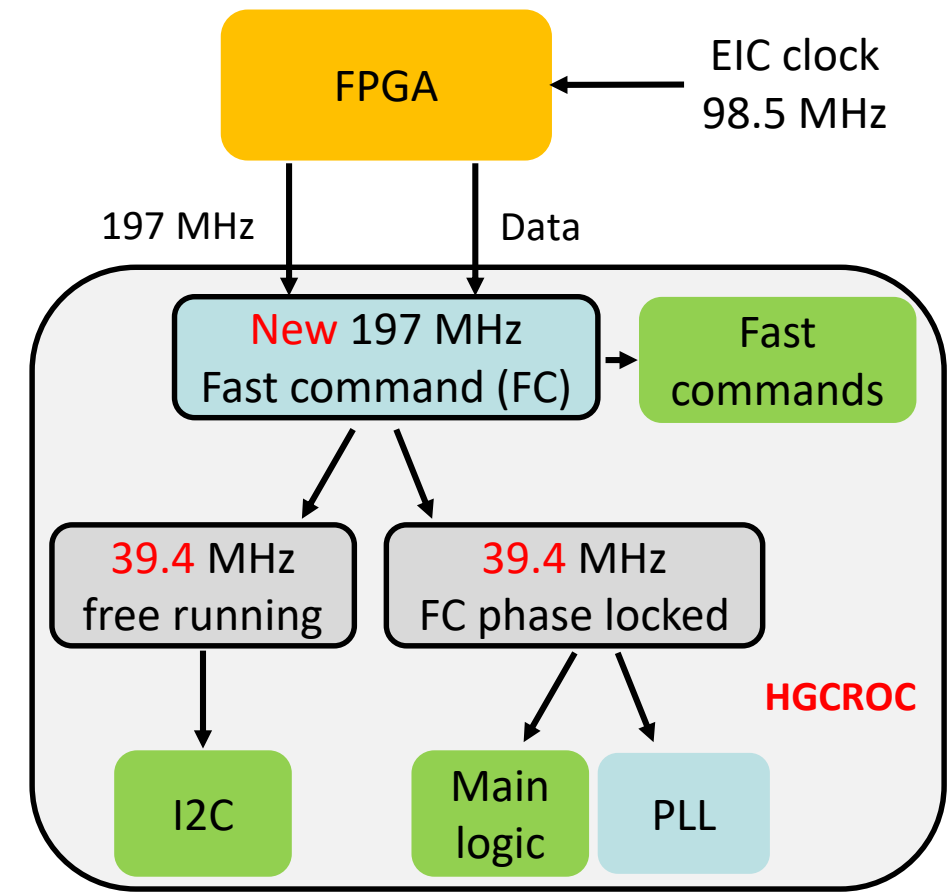 FPGA
EIC clock
98.5 MHz
197 MHz
Data
New 197 MHz
Fast command (FC)
Fast
commands
39.4 MHz
free running
39.4 MHz
FC phase locked
HGCROC
I2C
Main
logic
PLL